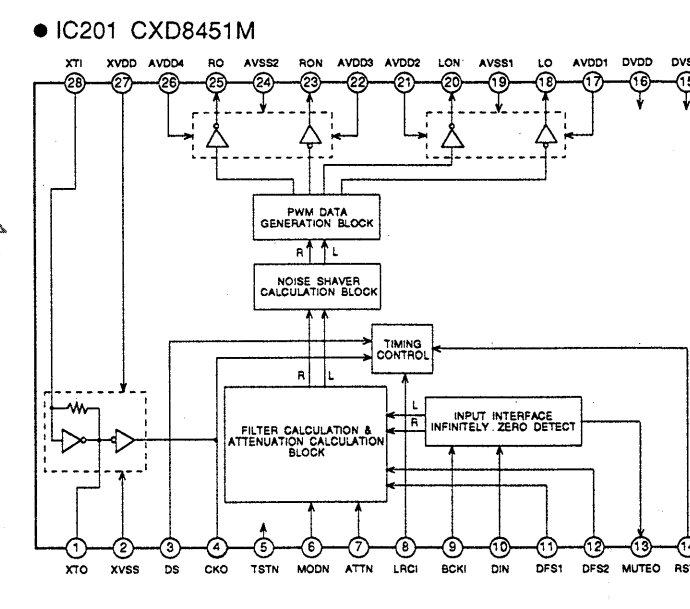 ● IC201 CXD8451M
XTI XVDD AVDD4 RO AVSS2 RON AVDD3 AVDD2 LON AVSS1 LO AVDD1 DVDD
28 27 26 25 24 23 22 21 20 19 18 17 16 15
PWM DATA
GENERATION BLOCK
R L
NOISE SHAVER
CALCULATION BLOCK
TIMING
CONTROL
R L
FILTER CALCULATION &
ATTENUATION CALCULATION
BLOCK
L
R
INPUT INTERFACE
INFINITELY . ZERO DETECT
1 2 3 4 5 6 7 8 9 10 11 12 13 14
XTO XVSS DS CKO TSTN MODN ATTN LRCI BCKI DIN DFS1 DFS2 MUTEO